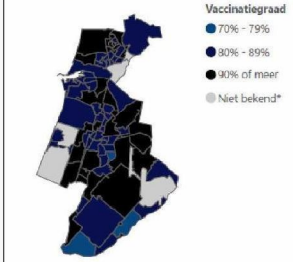 Vaccinatiegraad
70% - 79%
80% - 89%
90% of meer
Niet bekend*